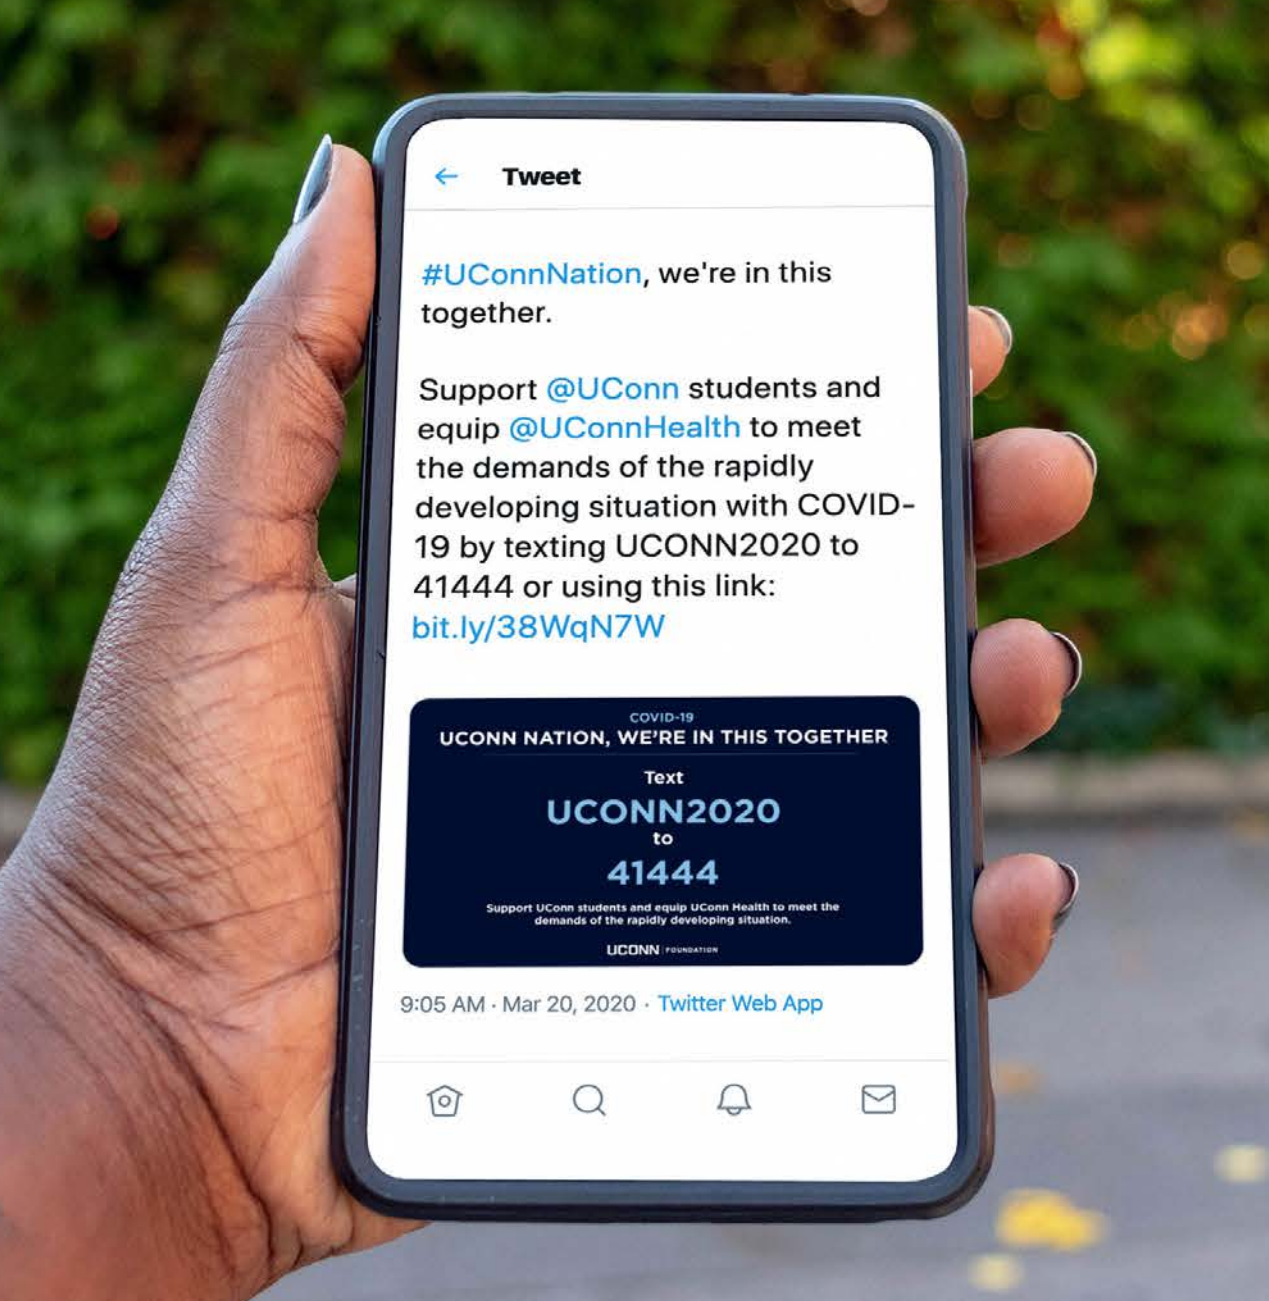 ← Tweet
#UConnNation, we're in this
together.
Support @UConn students and
equip @UConnHealth to meet
the demands of the rapidly
developing situation with COVID-
19 by texting UCONN2020 to
41444 or using this link:
bit.ly/38WqN7W
COVID-19
UCONN NATION, WE'RE IN THIS TOGETHER
Text
UCONN2020
to
41444
Support UConn students and equip UConn Health to meet the
demands of the rapidly developing situation.
UCONN | FOUNDATION
9:05 AM · Mar 20, 2020 · Twitter Web App